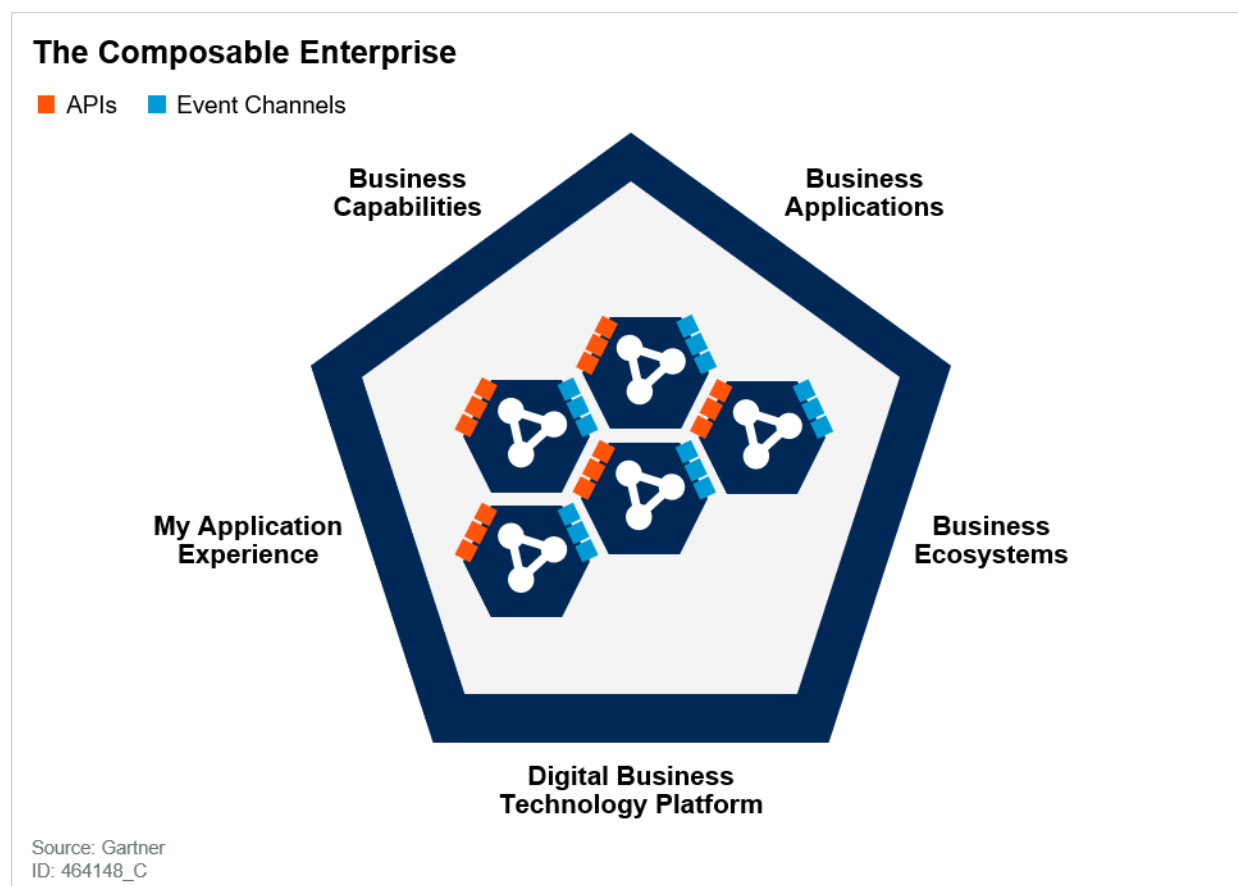 The Composable Enterprise
APIs
Event Channels
Business
Capabilities
Business
Applications
My Application
Experience
Business
Ecosystems
Digital Business
Technology Platform
Source: Gartner
ID: 464148_C